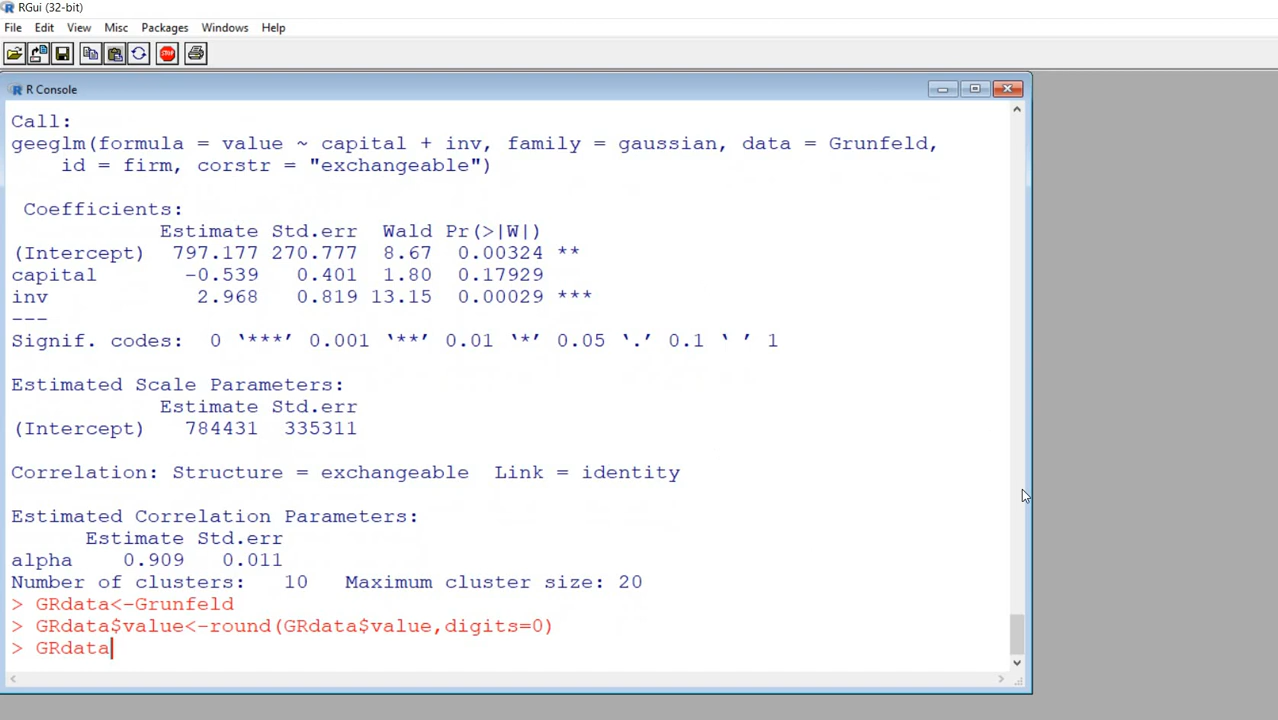 RGui (32-bit)
File Edit View Misc Packages Windows Help
STOP
R Console
Call:
geeglm(formula = value ~ capital + inv, family = gaussian, data = Grunfeld,
    id = firm, corstr = "exchangeable")
 Coefficients:
            Estimate Std.err  Wald Pr(>|W|)
(Intercept)  797.177 270.777  8.67  0.00324 **
capital       -0.539   0.401  1.80  0.17929
inv            2.968   0.819 13.15  0.00029 ***
---
Signif. codes:  0 ‘***’ 0.001 ‘**’ 0.01 ‘*’ 0.05 ‘.’ 0.1 ‘ ’ 1
Estimated Scale Parameters:
            Estimate Std.err
(Intercept)   784431  335311
Correlation: Structure = exchangeable  Link = identity
Estimated Correlation Parameters:
      Estimate Std.err
alpha    0.909   0.011
Number of clusters:   10   Maximum cluster size: 20
> GRdata<-Grunfeld
> GRdata$value<-round(GRdata$value,digits=0)
> GRdata